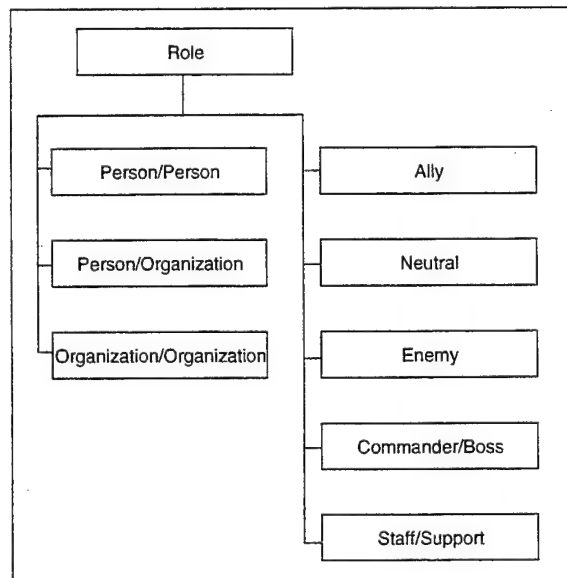 Role
Person/Person
Person/Organization
Organization/Organization
Ally
Neutral
Enemy
Commander/Boss
Staff/Support